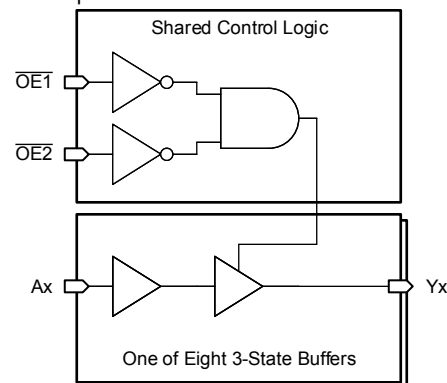 Shared Control Logic
OE1
OE2
Ax
Yx
One of Eight 3-State Buffers